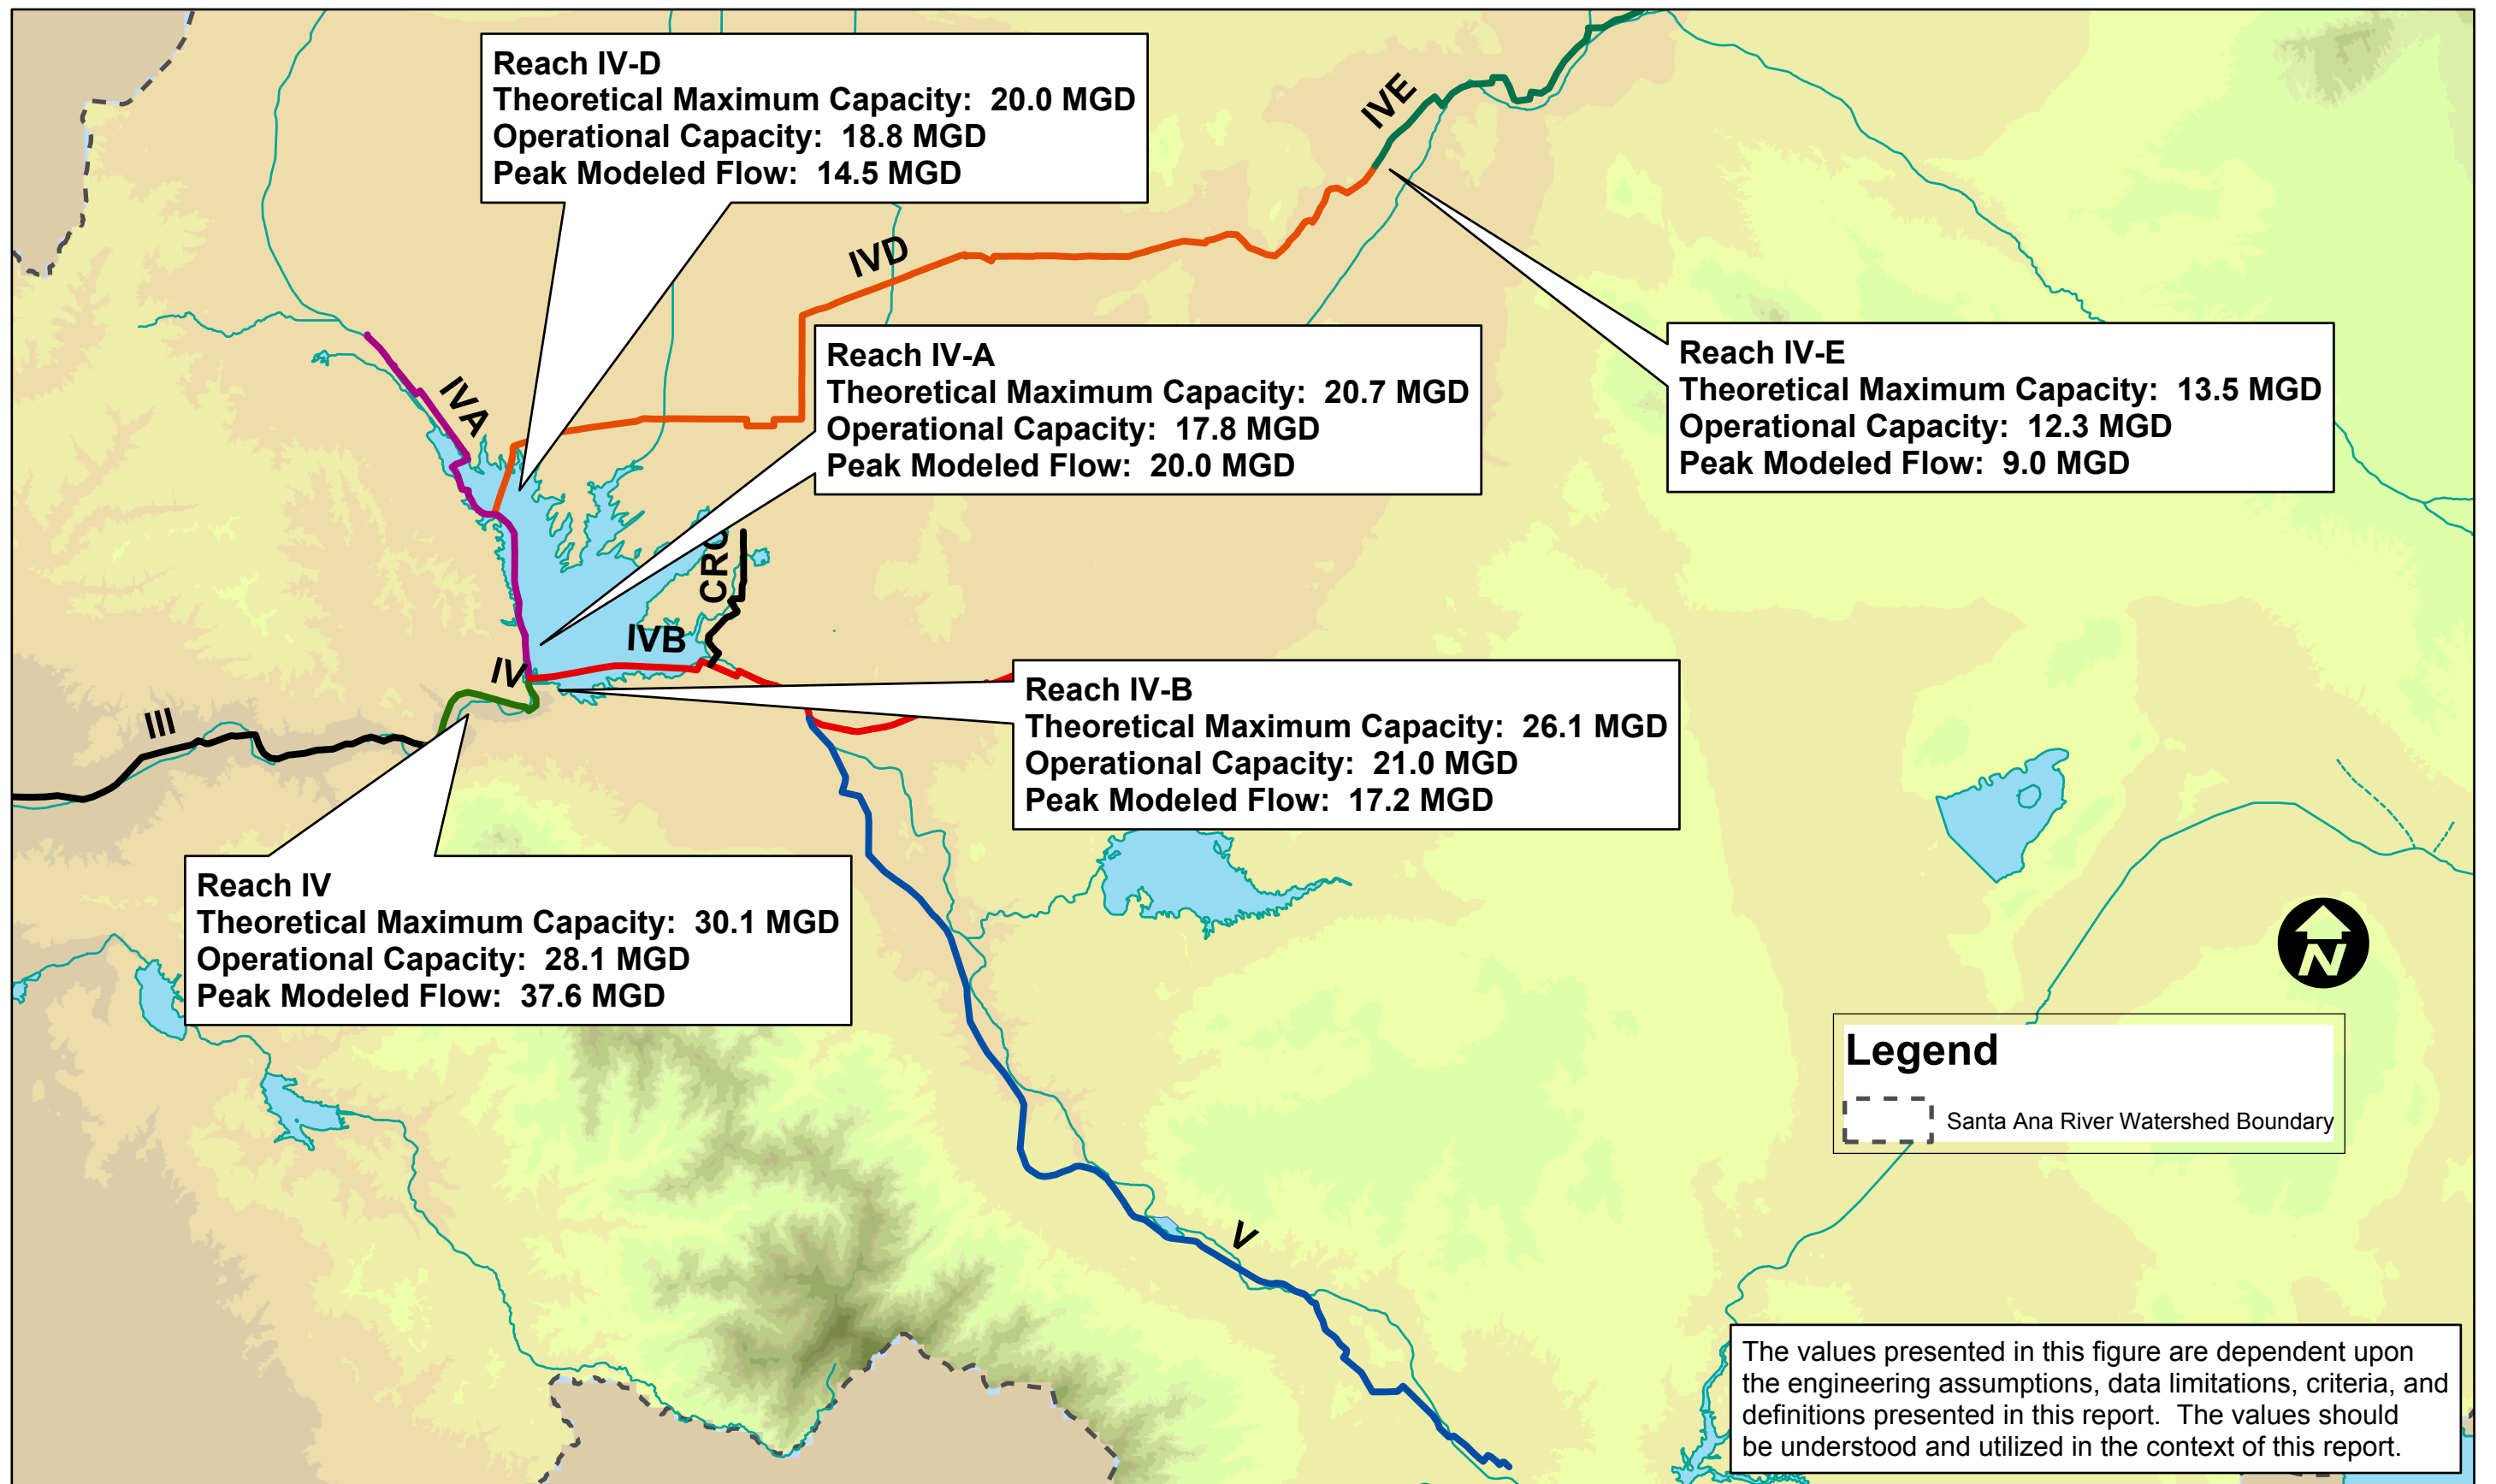 Reach IV-D
Theoretical Maximum Capacity: 20.0 MGD
Operational Capacity: 18.8 MGD
Peak Modeled Flow: 14.5 MGD
IVE
IVD
Reach IV-A
Theoretical Maximum Capacity: 20.7 MGD
Operational Capacity: 17.8 MGD
Peak Modeled Flow: 20.0 MGD
Reach IV-E
Theoretical Maximum Capacity: 13.5 MGD
Operational Capacity: 12.3 MGD
Peak Modeled Flow: 9.0 MGD
IVA
CRC
IVB
IV
III
Reach IV-B
Theoretical Maximum Capacity: 26.1 MGD
Operational Capacity: 21.0 MGD
Peak Modeled Flow: 17.2 MGD
Reach IV
Theoretical Maximum Capacity: 30.1 MGD
Operational Capacity: 28.1 MGD
Peak Modeled Flow: 37.6 MGD
N
Legend
Santa Ana River Watershed Boundary
V
The values presented in this figure are dependent upon
the engineering assumptions, data limitations, criteria, and
definitions presented in this report. The values should
be understood and utilized in the context of this report.